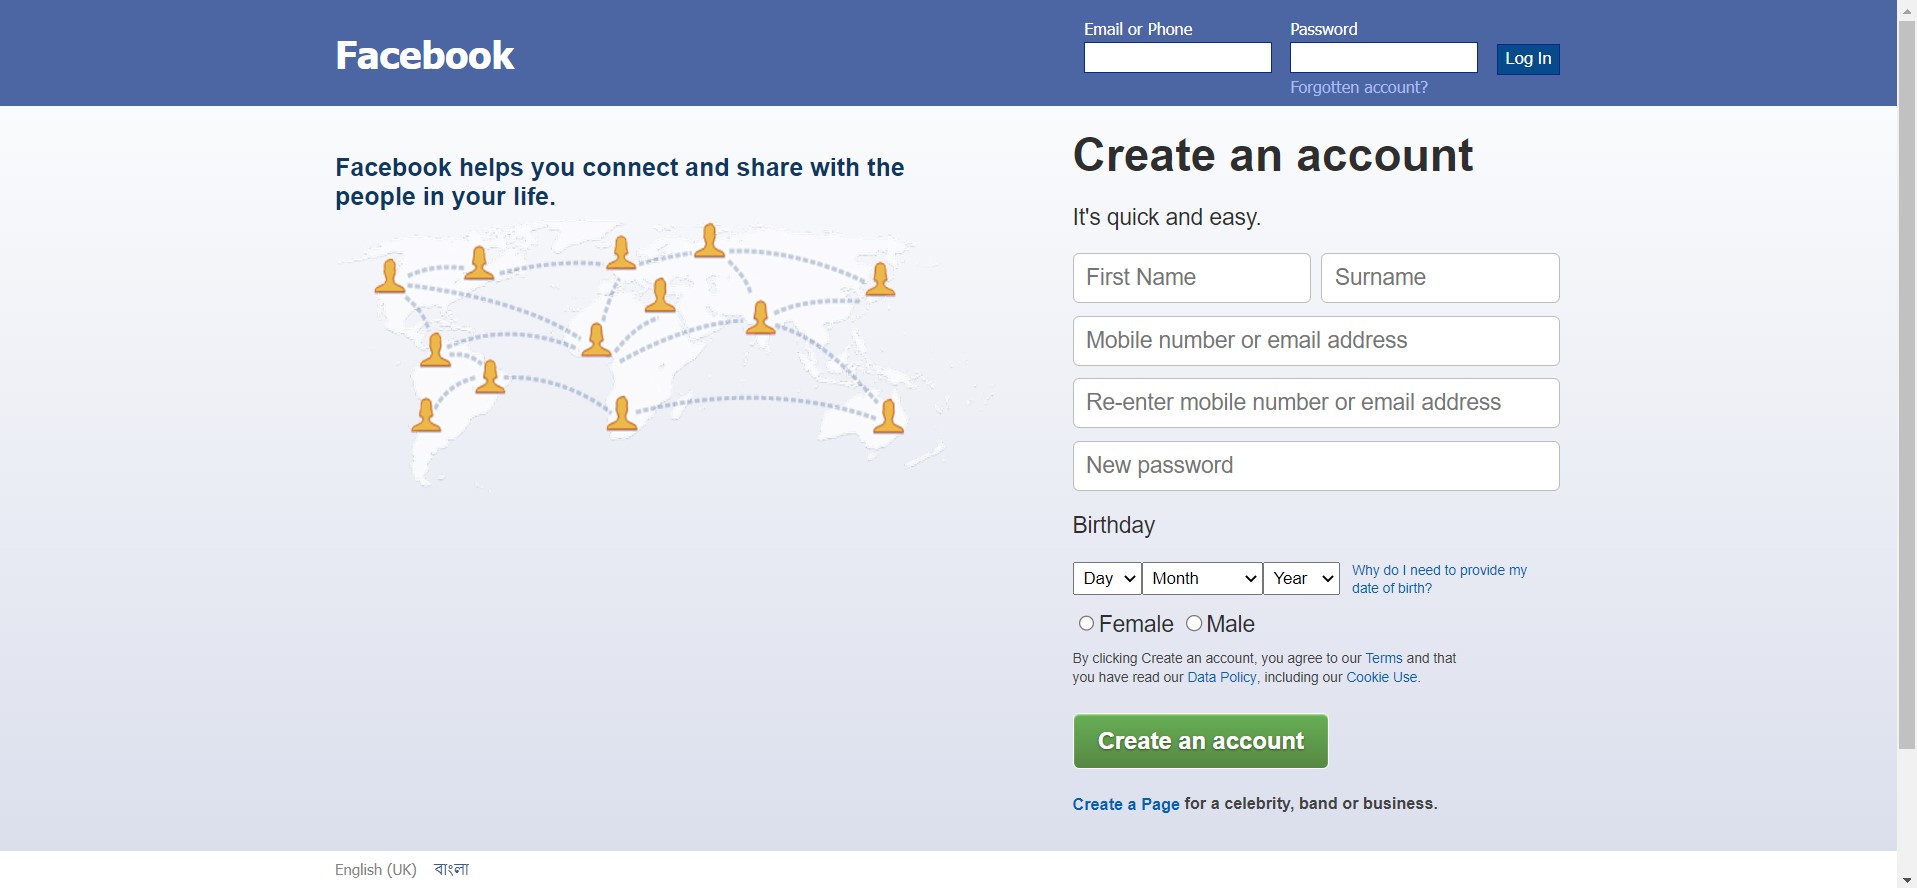 Facebook
Email or Phone
Password
Log In
Forgotten account?
Facebook helps you connect and share with the
people in your life.
Create an account
It's quick and easy.
First Name
Surname
Mobile number or email address
Re-enter mobile number or email address
New password
Birthday
Day
Month
Year
Why do I need to provide my
date of birth?
Female
Male
By clicking Create an account, you agree to our Terms and that
you have read our Data Policy, including our Cookie Use.
Create an account
Create a Page for a celebrity, band or business.
English (UK)
বাংলা